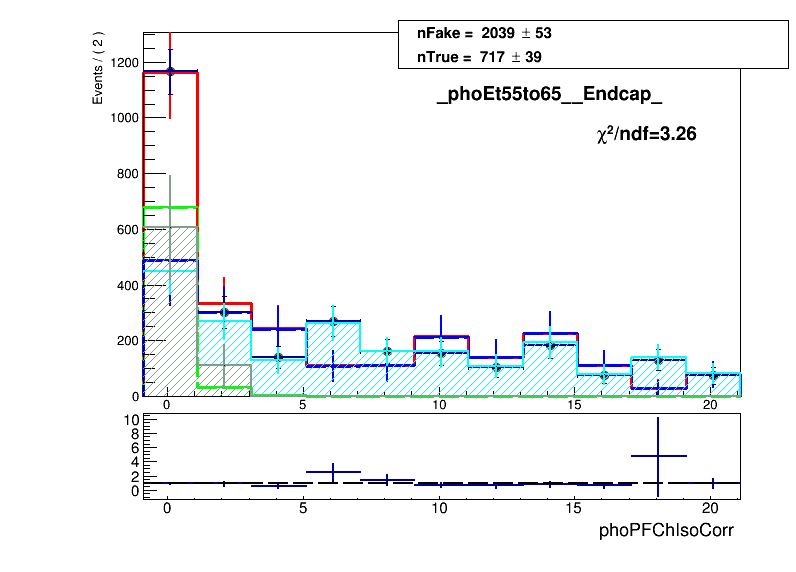 nFake = 2039 ± 53
nTrue = 717 ± 39
_phoEt55to65__Endcap_
χ²/ndf=3.26
Events / ( 2 )
1200
1000
800
600
400
200
0
0 5 10 15 20
10
8
6
4
2
0
0 5 10 15 20
phoPFChIsoCorr